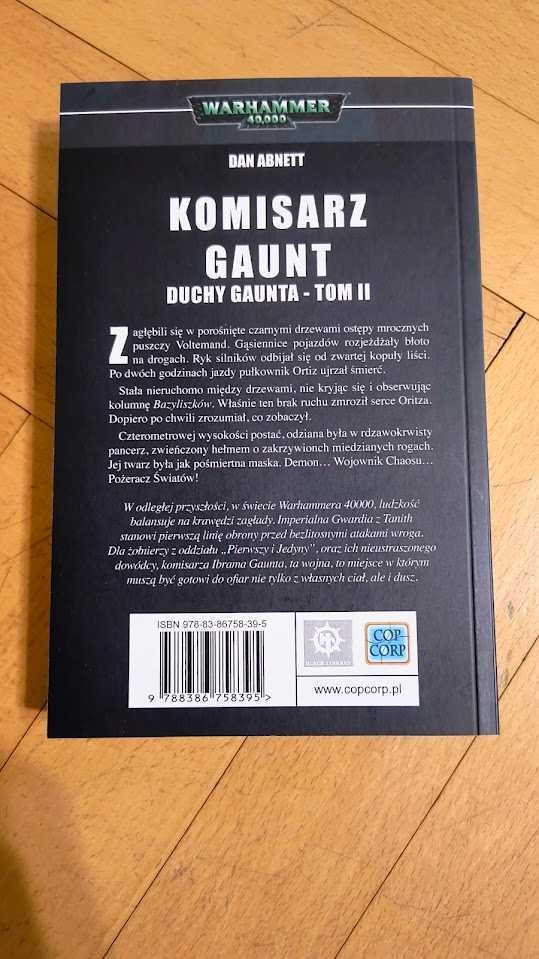 WARHAMMER
40,000
DAN ABNETT
KOMISARZ
GAUNT
DUCHY GAUNTA - TOM II
Zagłębili się w porośnięte czarnymi drzewami ostępy mrocznych
puszczy Voltemand. Gąsiennice pojazdów rozjeżdżały błoto
na drogach. Ryk silników odbijał się od zwartej kopuły liści.
Po dwóch godzinach jazdy pułkownik Ortiz ujrzał śmierć.
Stała nieruchomo między drzewami, nie kryjąc się i obserwując
kolumnę Bazyliszków. Właśnie ten brak ruchu zmroził serce Oritza.
Dopiero po chwili zrozumiał, co zobaczył.
Czterometrowej wysokości postać, odziana była w rdzawokrwisty
pancerz, zwieńczony hełmem o zakrzywionych miedzianych rogach.
Jej twarz była jak pośmiertna maska. Demon… Wojownik Chaosu…
Pożeracz Światów!
W odległej przyszłości, w świecie Warhammera 40000, ludzkość
balansuje na krawędzi zagłady. Imperialna Gwardia z Tanith
stanowi pierwszą linię obrony przed bezlitosnymi atakami wroga.
Dla żołnierzy z oddziału „Pierwszy i Jedyny", oraz ich nieustraszonego
dowódcy, komisarza Ibrama Gaunta, ta wojna, to miejsce w którym
muszą być gotowi do ofiar nie tylko z własnych ciał, ale i dusz.
ISBN 978-83-86758-39-5
9 788386 758395 >
BLACK LIBRARY
COP
CORP
www.copcorp.pl